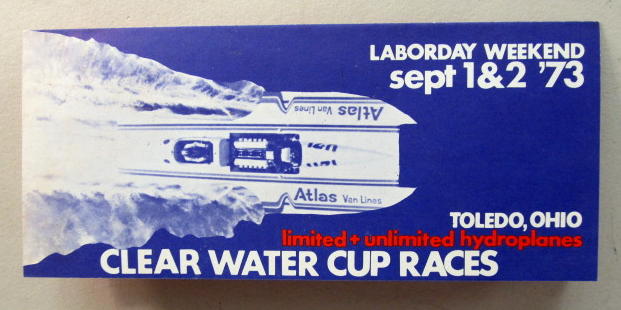 LABORDAY WEEKEND
sept 1&2 '73
Atlas Van Lines
Atlas Van Lines
TOLEDO, OHIO
limited + unlimited hydroplanes
CLEAR WATER CUP RACES